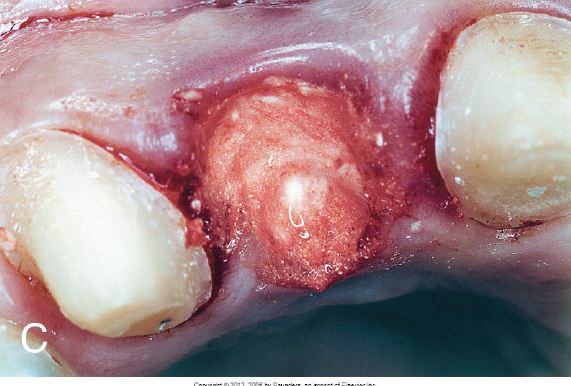 C
Copyright © 2012, 2006 by Saunders, an imprint of Elsevier Inc.